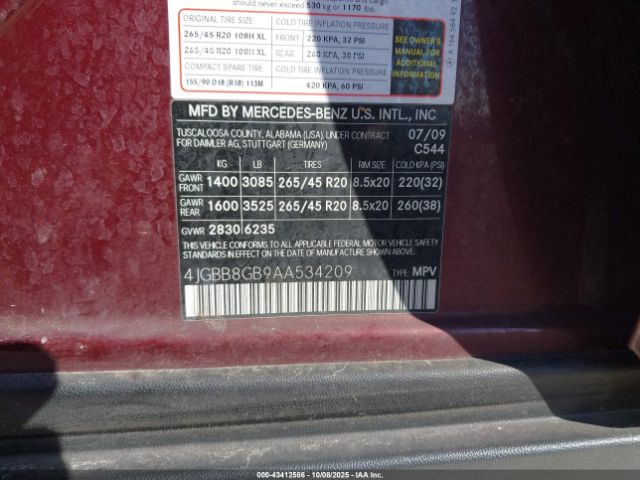 should never exceed 530 kg or 1170 lbs.
ORIGINAL TIRE SIZE COLD TIRE INFLATION PRESSURE
265/45 R20 108H XL FRONT 220 KPA, 32 PSI
265/45 R20 108H XL REAR 260 KPA, 38 PSI
COMPACT SPARE TIRE COLD TIRE INFLATION PRESSURE
155/90 D18 (R18) 113M 420 KPA, 60 PSI
SEE OWNER'S
MANUAL FOR
ADDITIONAL
INFORMATION
A 164 584 92
MFD BY MERCEDES-BENZ U.S. INTL., INC
TUSCALOOSA COUNTY, ALABAMA (USA). UNDER CONTRACT
FOR DAIMLER AG, STUTTGART (GERMANY)
07/09
C544
KG LB TIRES RIM SIZE COLD KPA (PSI)
GAWR FRONT 1400 3085 265/45 R20 8.5x20 220(32)
GAWR REAR 1600 3525 265/45 R20 8.5x20 260(38)
GVWR 2830 6235
THIS VEHICLE CONFORMS TO ALL APPLICABLE FEDERAL MOTOR VEHICLE SAFETY
STANDARDS IN EFFECT ON THE DATE OF MANUFACTURE SHOWN ABOVE.
4JGBB8GB9AA534209 TYPE: MPV
00-43412586 | 10/08/2025 | © IAA Holdings, LLC